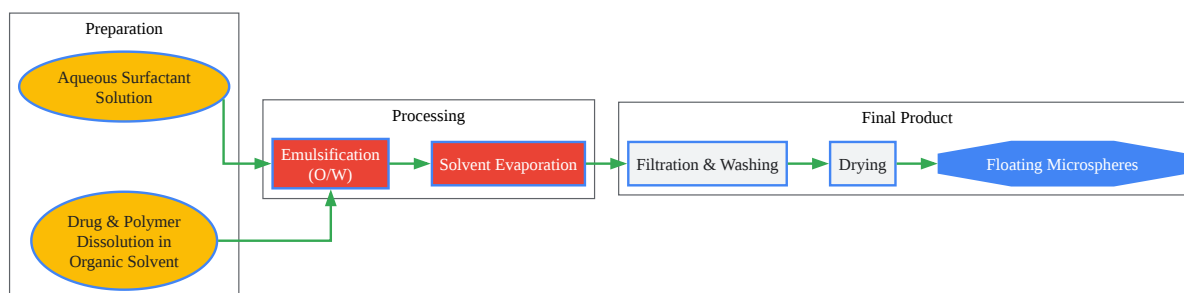 Preparation
Aqueous Surfactant
Solution
Drug & Polymer
Dissolution in
Organic Solvent
Processing
Emulsification
(O/W)
Solvent Evaporation
Final Product
Filtration & Washing
Drying
Floating Microspheres